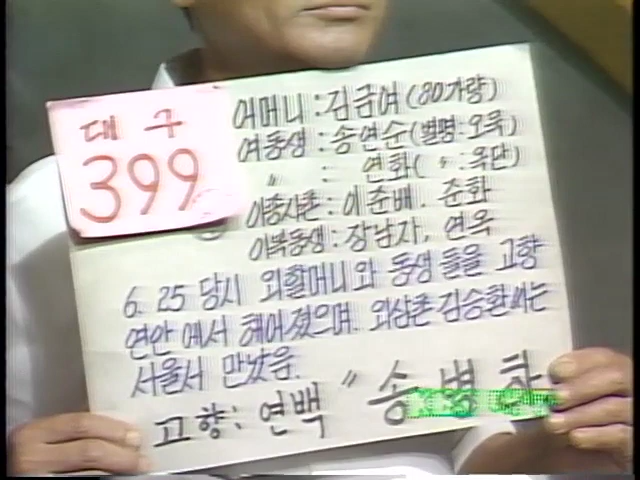 대구
399
어머니 : 김금여 (80가량)
여동생 : 송연순 (별명 : 오목)
〃 : 연화 ( 〃 : 옥단)
이종사촌 : 이준배. 준화
이복동생 : 장남자, 연옥
6. 25 당시 외할머니와 동생 들을 고향
연안에서 헤어졌으며. 외삼촌 김승환씨는
서울서 만났음.
고향 : 연백 〃 송병